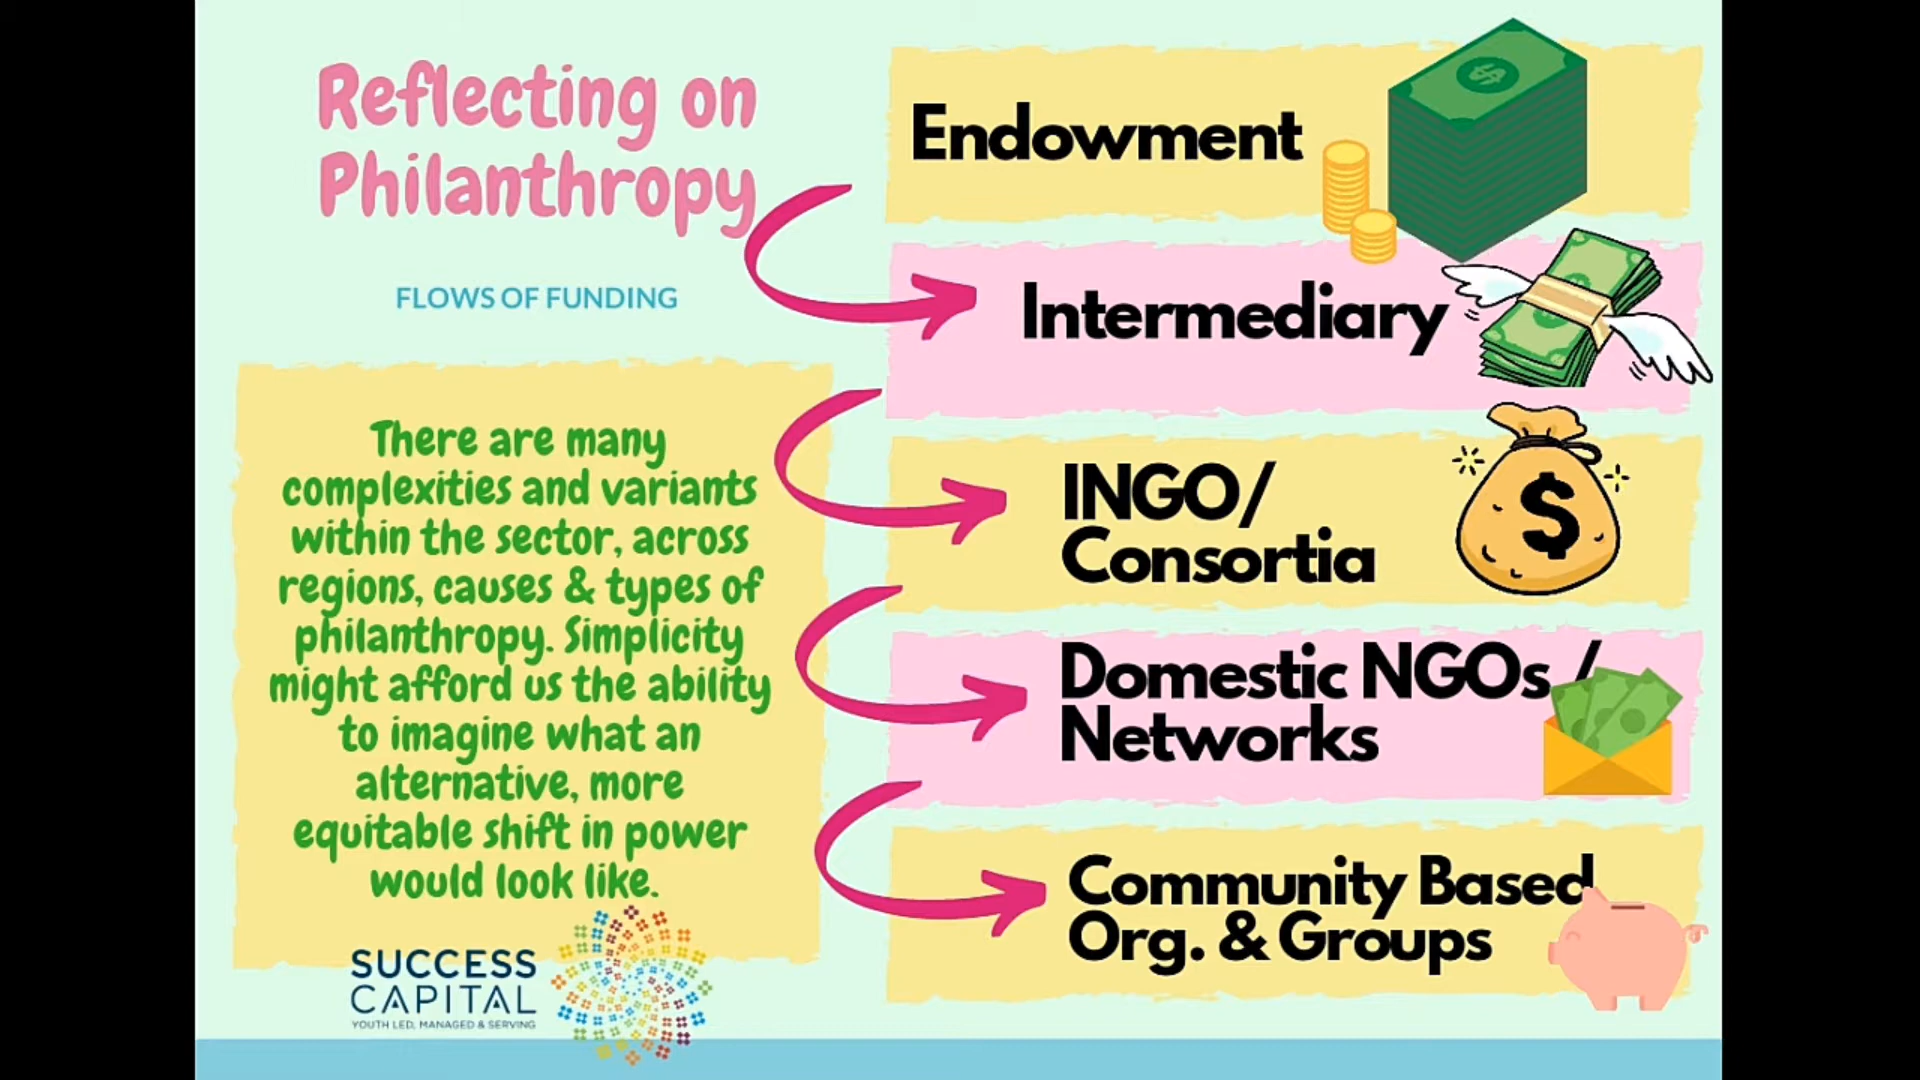 Reflecting on
Philanthropy
FLOWS OF FUNDING
There are many
complexities and variants
within the sector, across
regions, causes & types of
philanthropy. Simplicity
might afford us the ability
to imagine what an
alternative, more
equitable shift in power
would look like.
SUCCESS
CAPITAL
YOUTH LED, MANAGED & SERVING
Endowment
Intermediary
INGO/
Consortia
$
Domestic NGOs /
Networks
Community Based
Org. & Groups